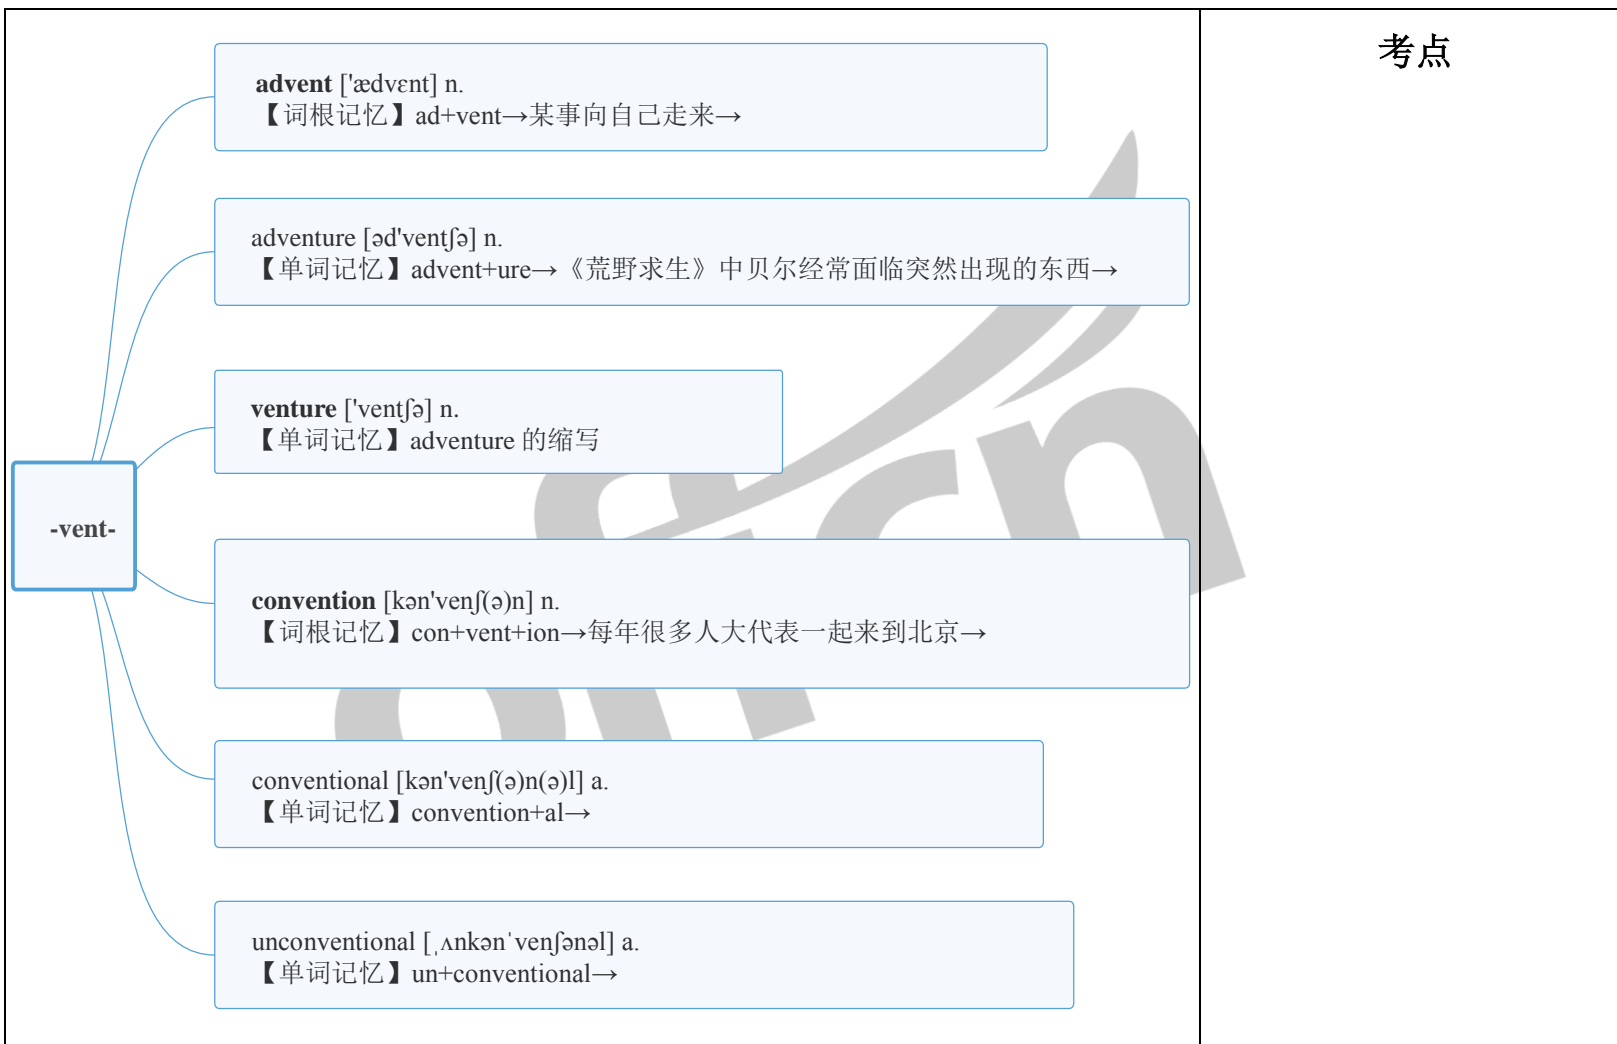 考点
advent ['ædvɛnt] n.
【词根记忆】ad+vent→某事向自己走来→
adventure [əd'ventʃə] n.
【单词记忆】advent+ure→《荒野求生》中贝尔经常面临突然出现的东西→
venture ['ventʃə] n.
【单词记忆】adventure 的缩写
-vent-
convention [kən'venʃ(ə)n] n.
【词根记忆】con+vent+ion→每年很多人大代表一起来到北京→
conventional [kən'venʃ(ə)n(ə)l] a.
【单词记忆】convention+al→
unconventional [ˌʌnkənˈvenʃənəl] a.
【单词记忆】un+conventional→